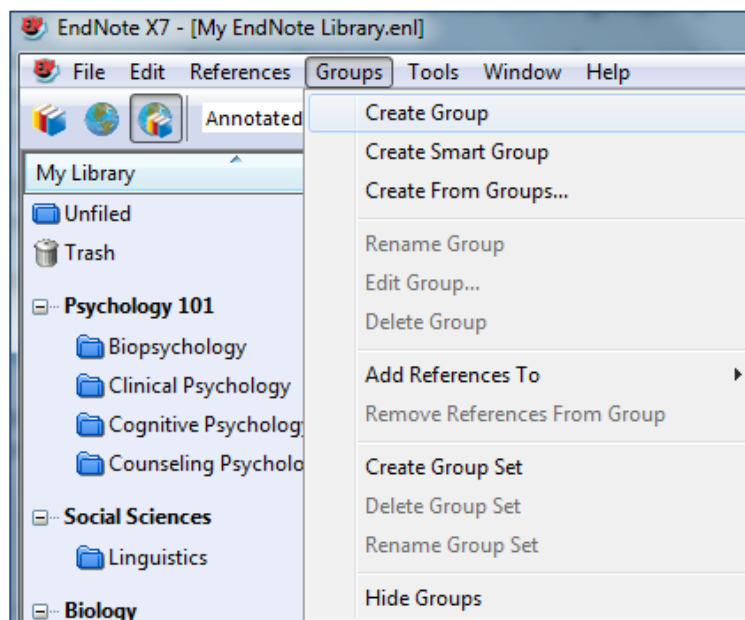 EndNote X7 - [My EndNote Library.enl]
File Edit References Groups Tools Window Help
Annotated
My Library
Unfiled
Trash
Psychology 101
Biopsychology
Clinical Psychology
Cognitive Psycholog
Counseling Psycholo
Social Sciences
Linguistics
Biology
Create Group
Create Smart Group
Create From Groups...
Rename Group
Edit Group...
Delete Group
Add References To
Remove References From Group
Create Group Set
Delete Group Set
Rename Group Set
Hide Groups